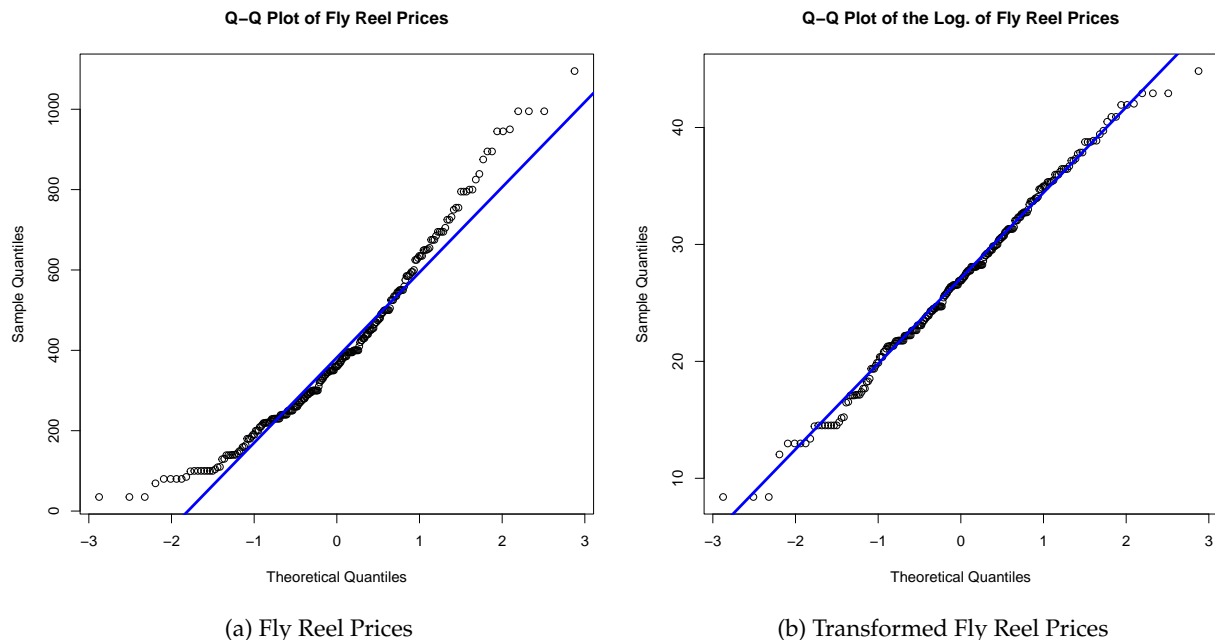 Q−Q Plot of Fly Reel Prices
1000
800
600
400
200
0
Sample Quantiles
−3 −2 −1 0 1 2 3
Theoretical Quantiles
(a) Fly Reel Prices
Q−Q Plot of the Log. of Fly Reel Prices
40
30
20
10
Sample Quantiles
−3 −2 −1 0 1 2 3
Theoretical Quantiles
(b) Transformed Fly Reel Prices